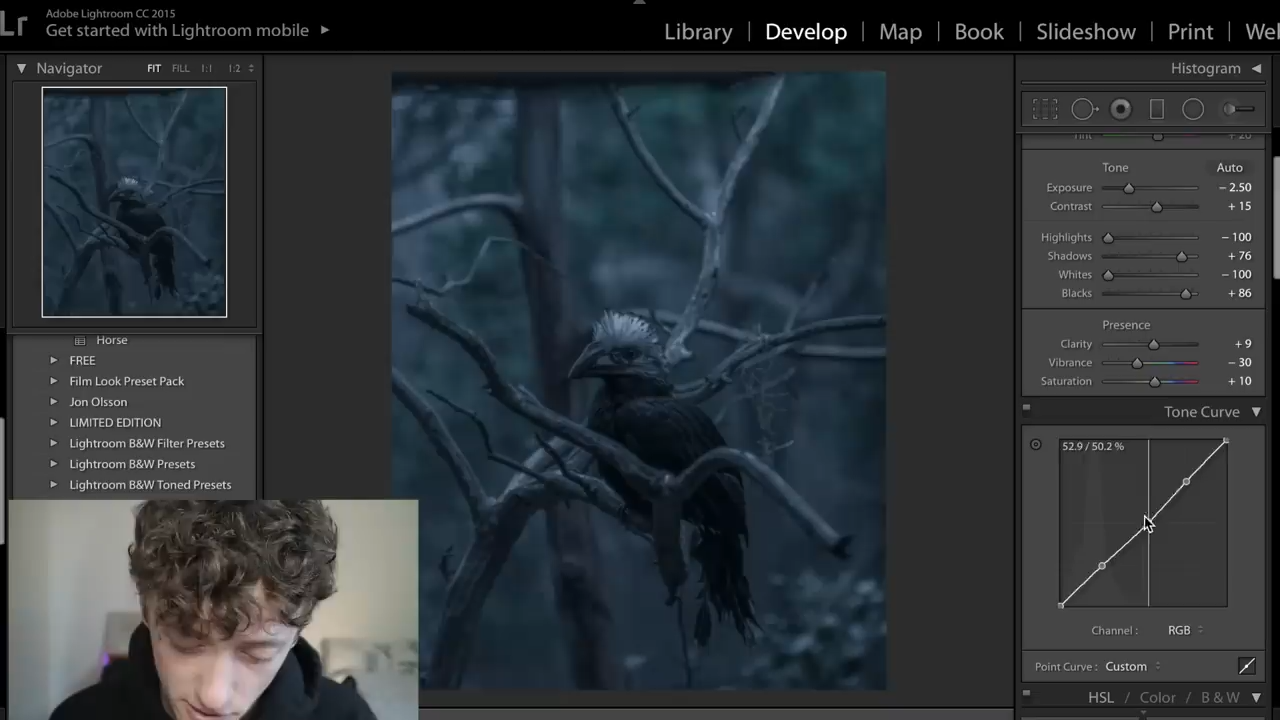 Lr
Adobe Lightroom CC 2015
Get started with Lightroom mobile
Library | Develop | Map | Book | Slideshow | Print | We
Navigator FIT FILL 1:1 1:2
Histogram
Tint + 20
Tone Auto
Exposure − 2.50
Contrast + 15
Highlights − 100
Shadows + 76
Whites − 100
Blacks + 86
Presence
Clarity + 9
Vibrance − 30
Saturation + 10
Tone Curve
52.9 / 50.2 %
Channel : RGB
Point Curve : Custom
HSL / Color / B & W
Horse
FREE
Film Look Preset Pack
Jon Olsson
LIMITED EDITION
Lightroom B&W Filter Presets
Lightroom B&W Presets
Lightroom B&W Toned Presets